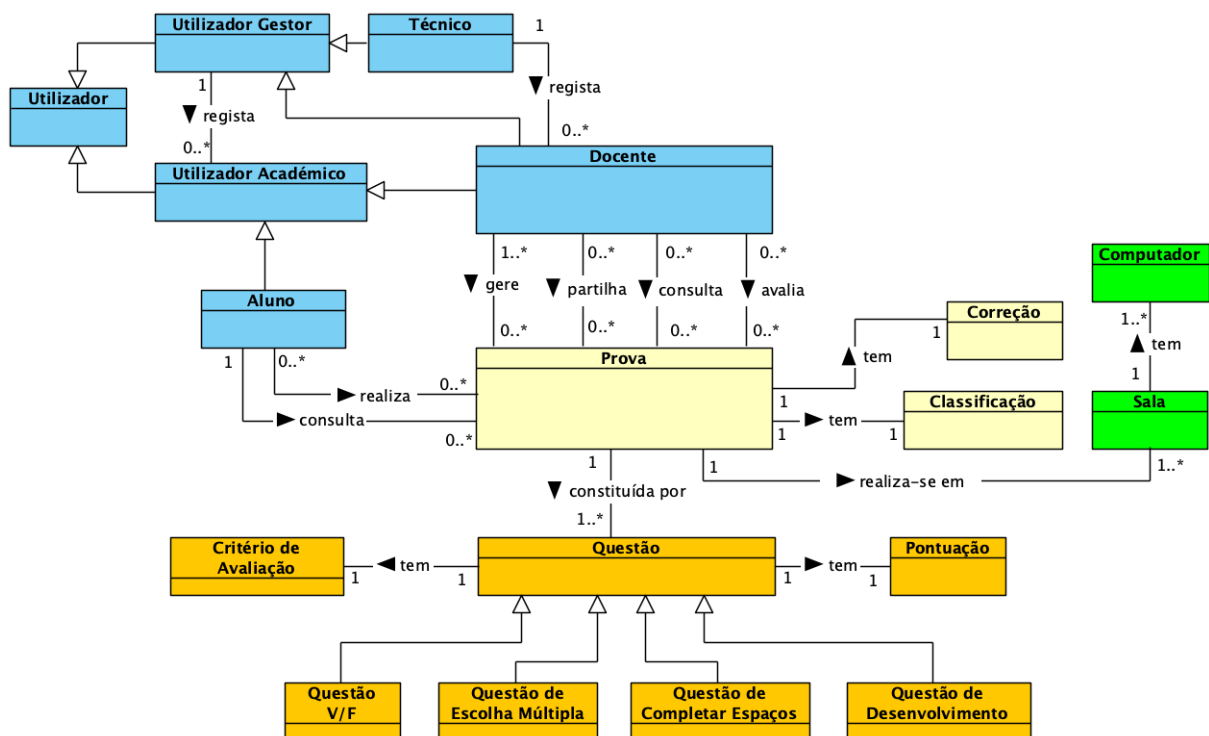 Utilizador Gestor
Técnico
1
Utilizador
1
▼ regista
▼ regista
0..*
0..*
Docente
Utilizador Académico
1..*
0..*
0..*
0..*
Computador
▼ gere
▼ partilha
▼ consulta
▼ avalia
Aluno
Correção
1..*
0..*
0..*
0..*
0..*
1
▲ tem
▲ tem
Prova
1
0..*
0..*
1
► realiza
1
Classificação
Sala
► consulta
► tem
0..*
1
1
1
1
1..*
► realiza-se em
▼ constituída por
1..*
Critério de
Avaliação
Questão
Pontuação
◄ tem
► tem
1
1
1
1
Questão
V/F
Questão de
Escolha Múltipla
Questão de
Completar Espaços
Questão de
Desenvolvimento